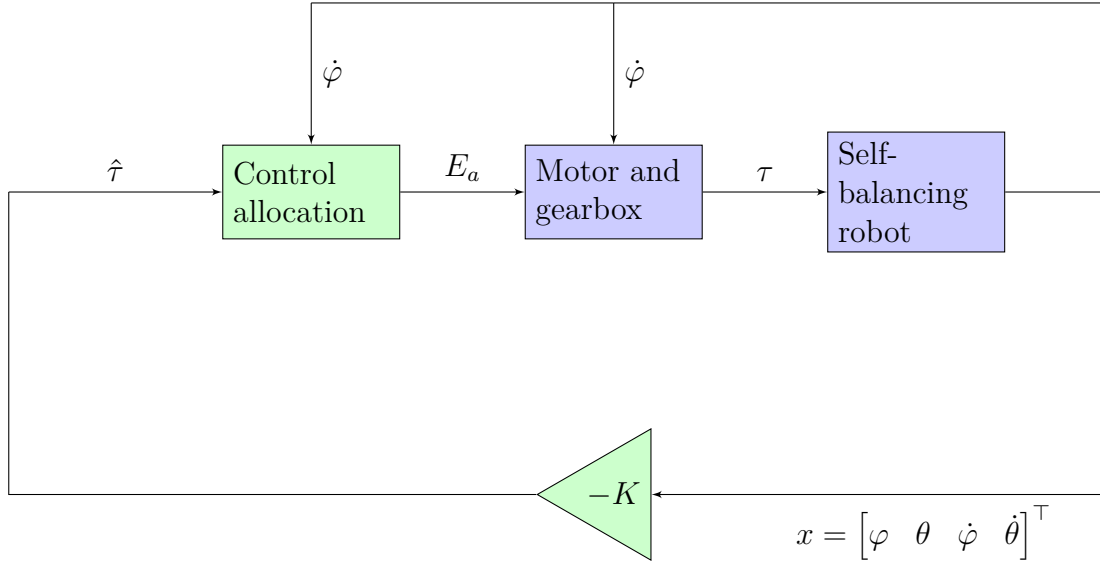 φ̇
φ̇
τ̂
Control
allocation
E_a
Motor and
gearbox
τ
Self-
balancing
robot
−K
x = [φ θ φ̇ θ̇]^⊤